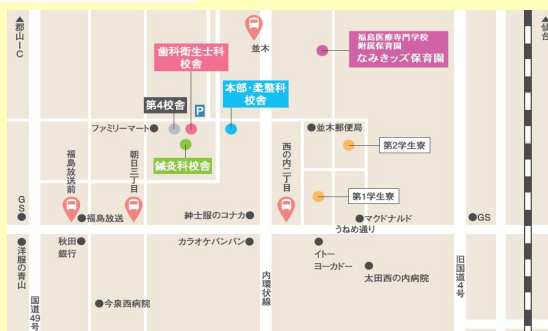 ▲郡山IC
並木
福島医療専門学校
附属保育園
なみきッズ保育園
▲仙台
歯科衛生士科
校舎
本部・柔整科
校舎
第4校舎
P
ファミリーマート
並木郵便局
鍼灸科校舎
第2学生寮
福島放送前
朝日三丁目
西の内二丁目
第1学生寮
GS
福島放送
紳士服のコナカ
マクドナルド
うねめ通り
GS
洋服の青山
秋田
銀行
カラオケバンバン
イトー
ヨーカドー
太田西の内病院
内環状線
旧国道4号
国道49号
今泉西病院